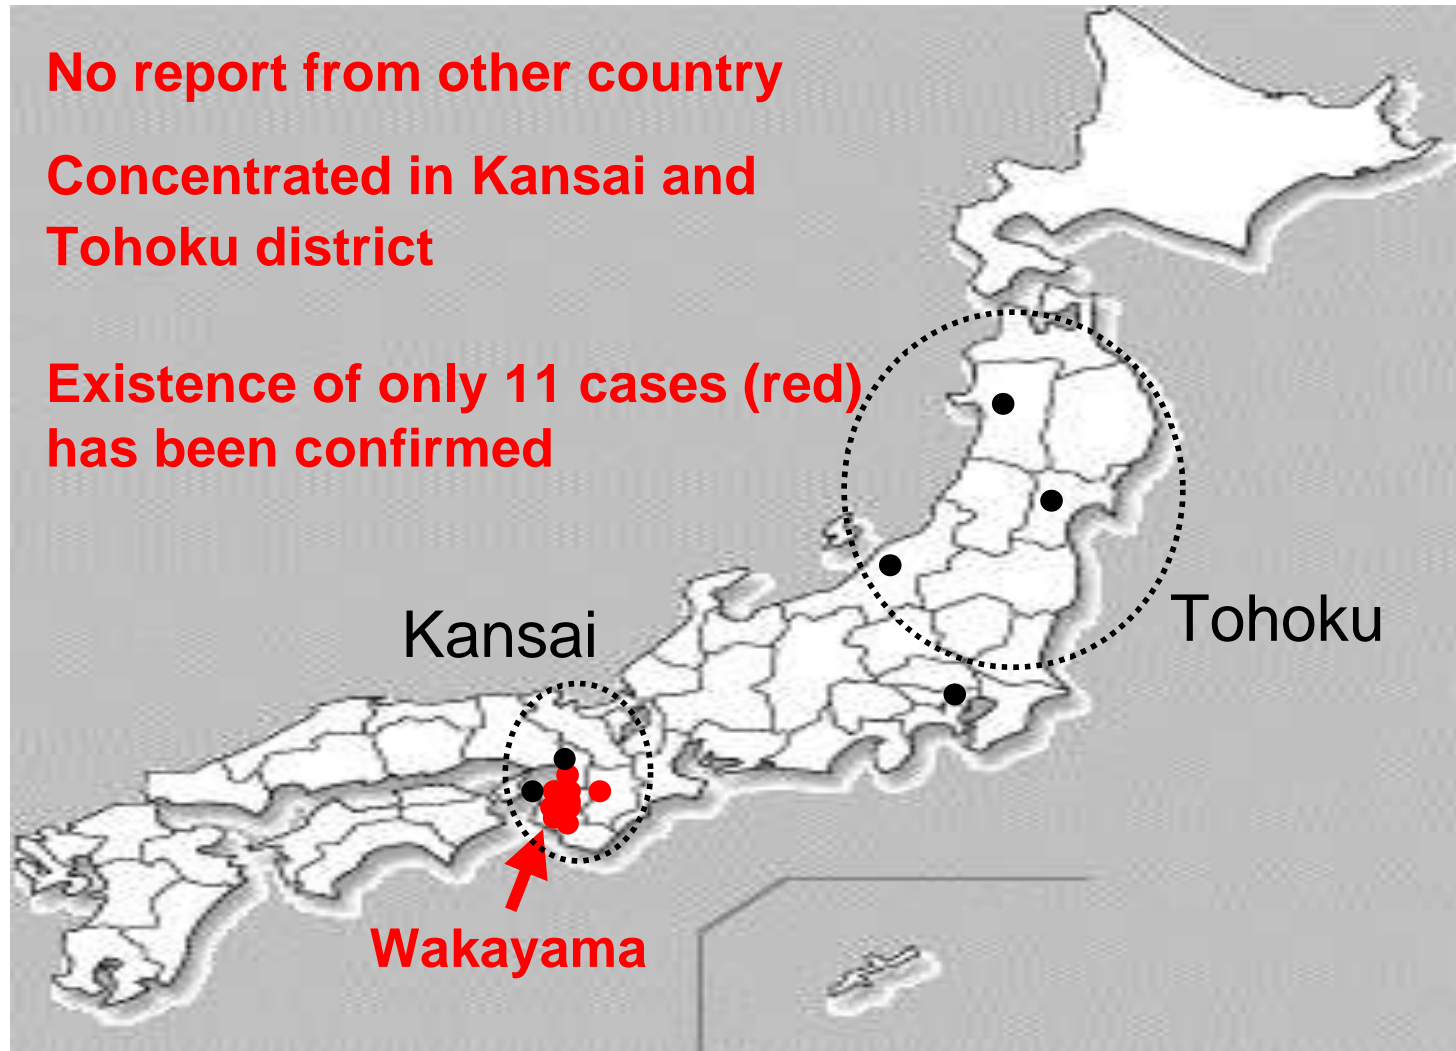 No report from other country
Concentrated in Kansai and
Tohoku district
Existence of only 11 cases (red)
has been confirmed
Kansai
Tohoku
Wakayama